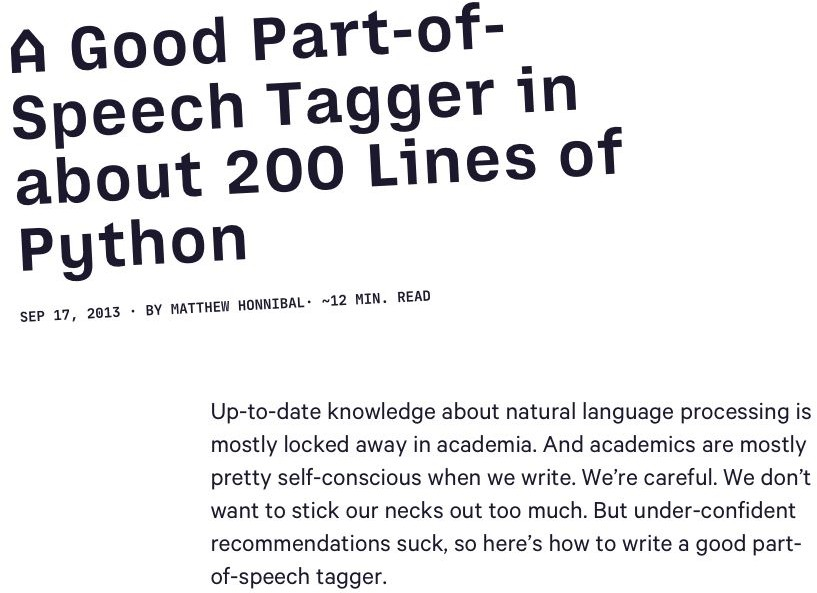 A Good Part-of-
Speech Tagger in
about 200 Lines of
Python
SEP 17, 2013 · BY MATTHEW HONNIBAL· ~12 MIN. READ
Up-to-date knowledge about natural language processing is
mostly locked away in academia. And academics are mostly
pretty self-conscious when we write. We’re careful. We don’t
want to stick our necks out too much. But under-confident
recommendations suck, so here’s how to write a good part-
of-speech tagger.